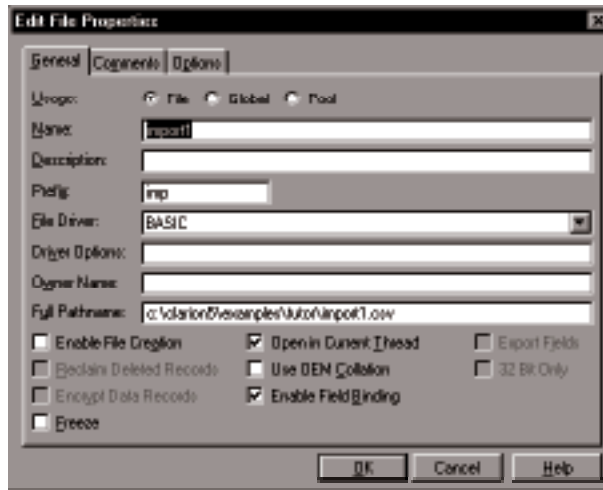 Edit File Properties
General Comments Options
Usage: File Global Pool
Name: import1
Description:
Prefix: imp
File Driver: BASIC
Driver Options:
Owner Name:
Full Pathname: c:\clarion5\examples\tutor\import1.csv
Enable File Creation Open in Current Thread Export Fields
Reclaim Deleted Records Use OEM Collation 32 Bit Only
Encrypt Data Records Enable Field Binding
Freeze
OK Cancel Help